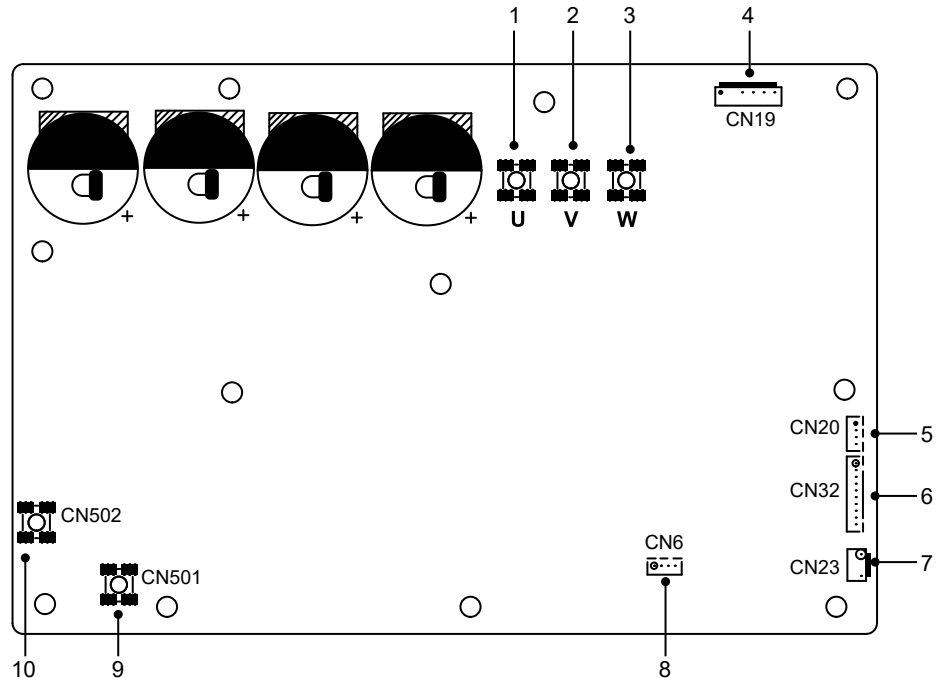 1 2 3 4
CN19
+ + + +
U V W
CN20 5
CN32 6
CN502
CN6
CN23 7
CN501
10 9 8